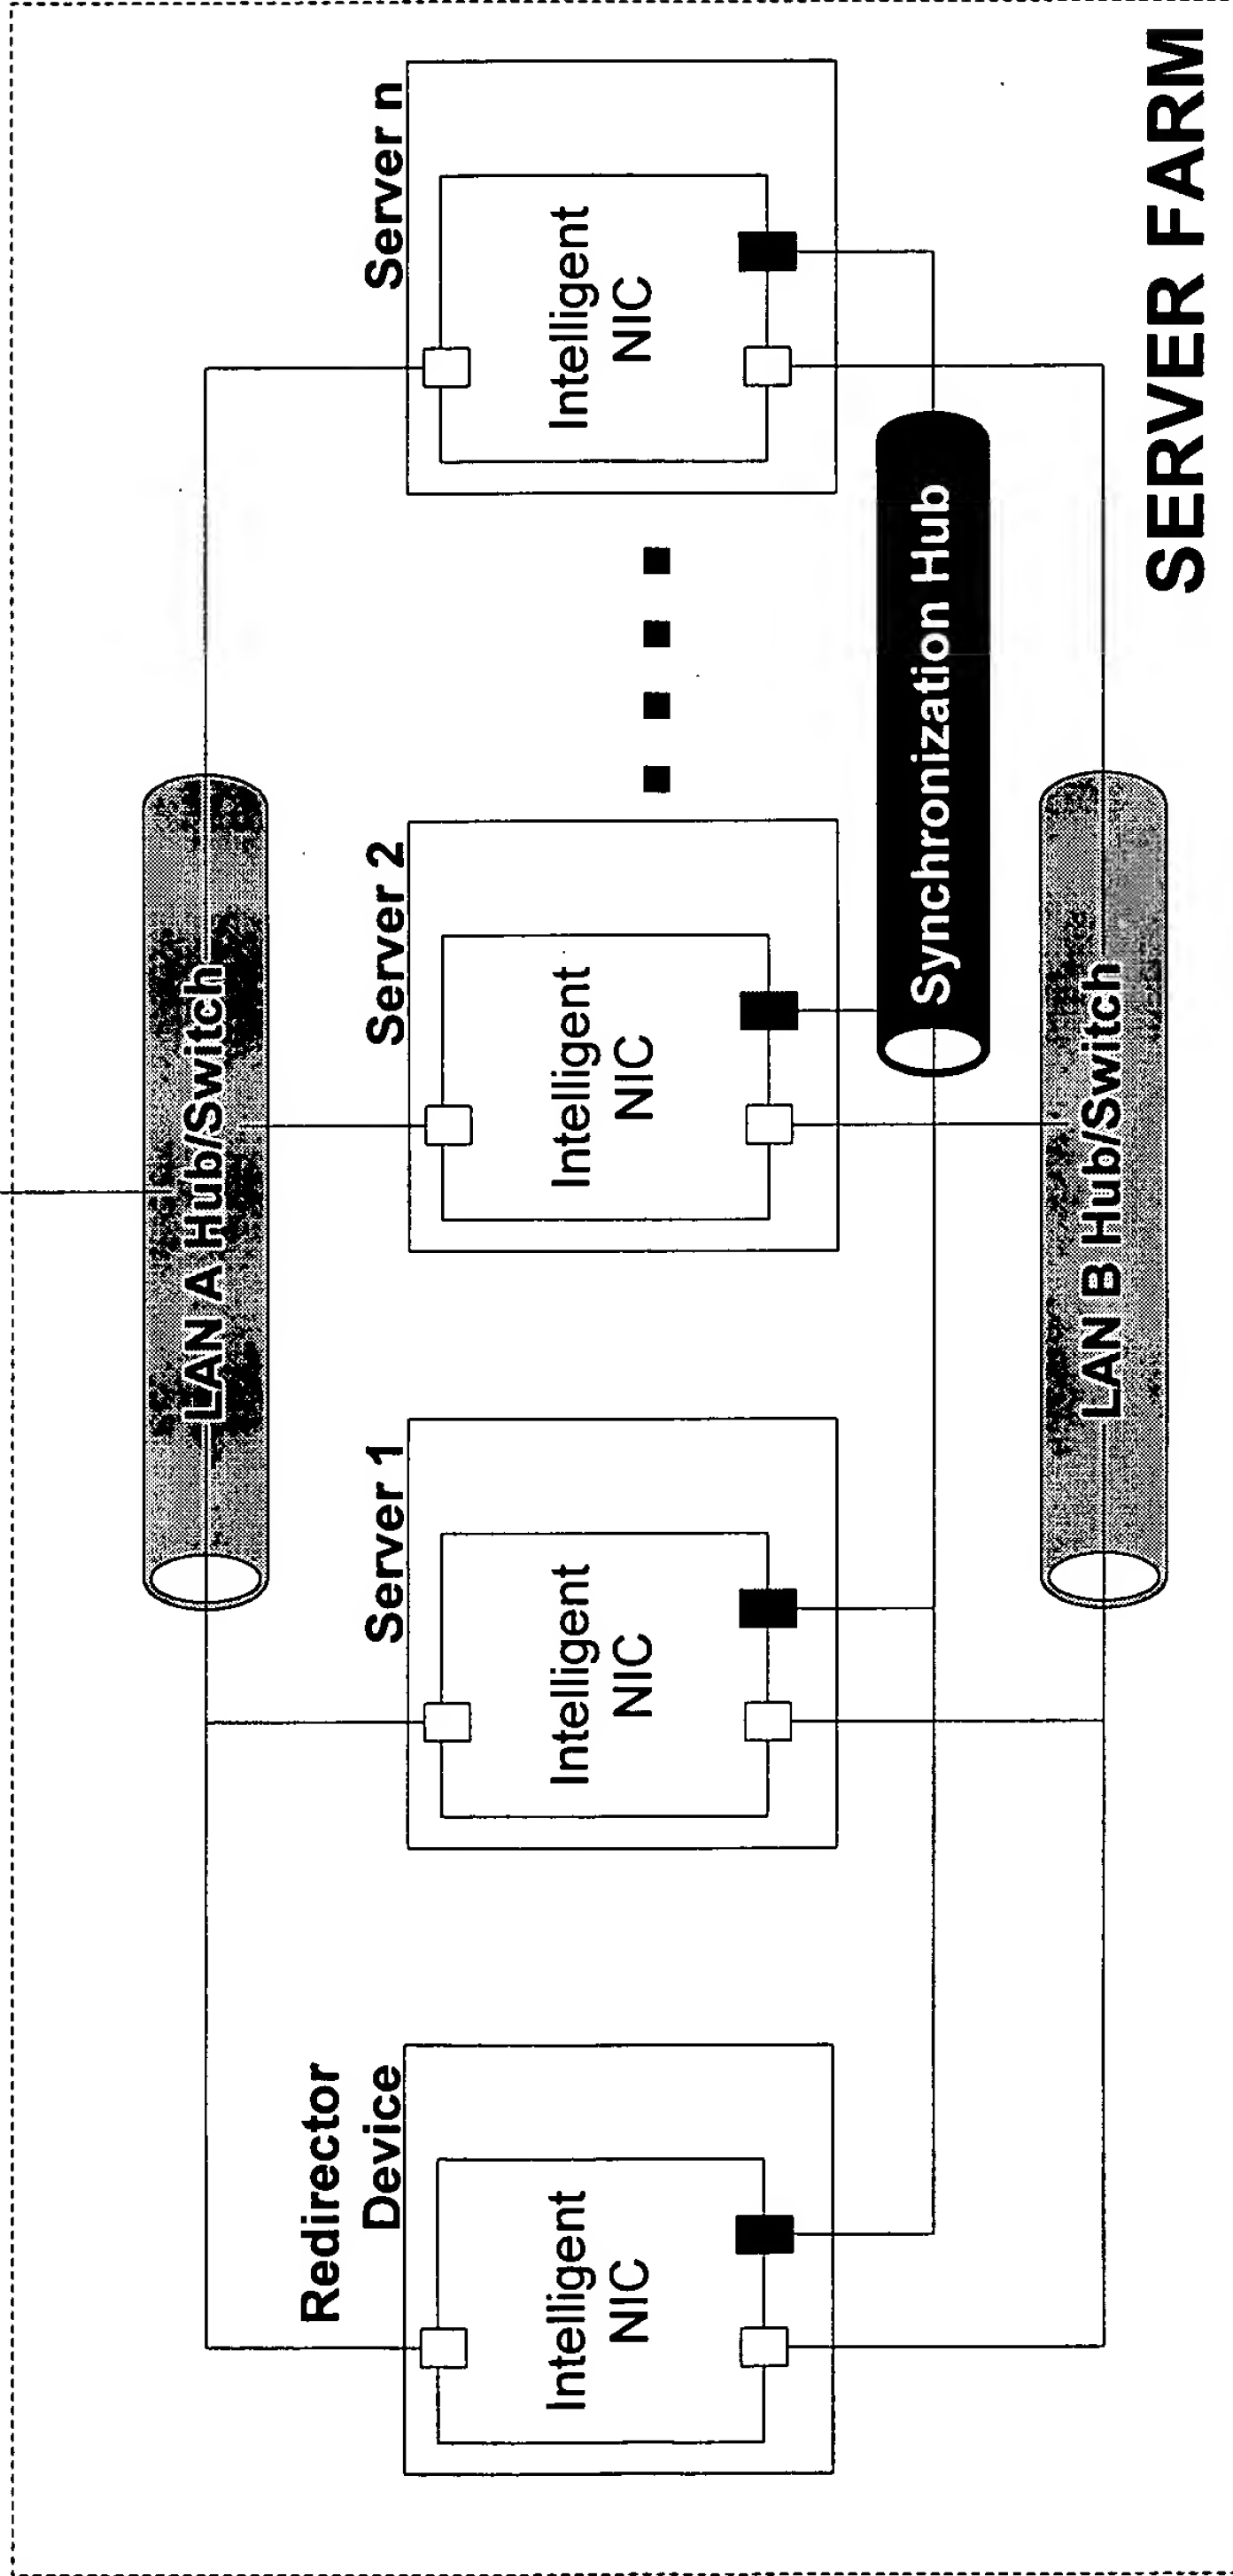 LAN A Hub/Switch
Redirector
Device
Server 1
Server 2
Server n
Intelligent
NIC
Intelligent
NIC
Intelligent
NIC
Intelligent
NIC
Synchronization Hub
LAN B Hub/Switch
SERVER FARM